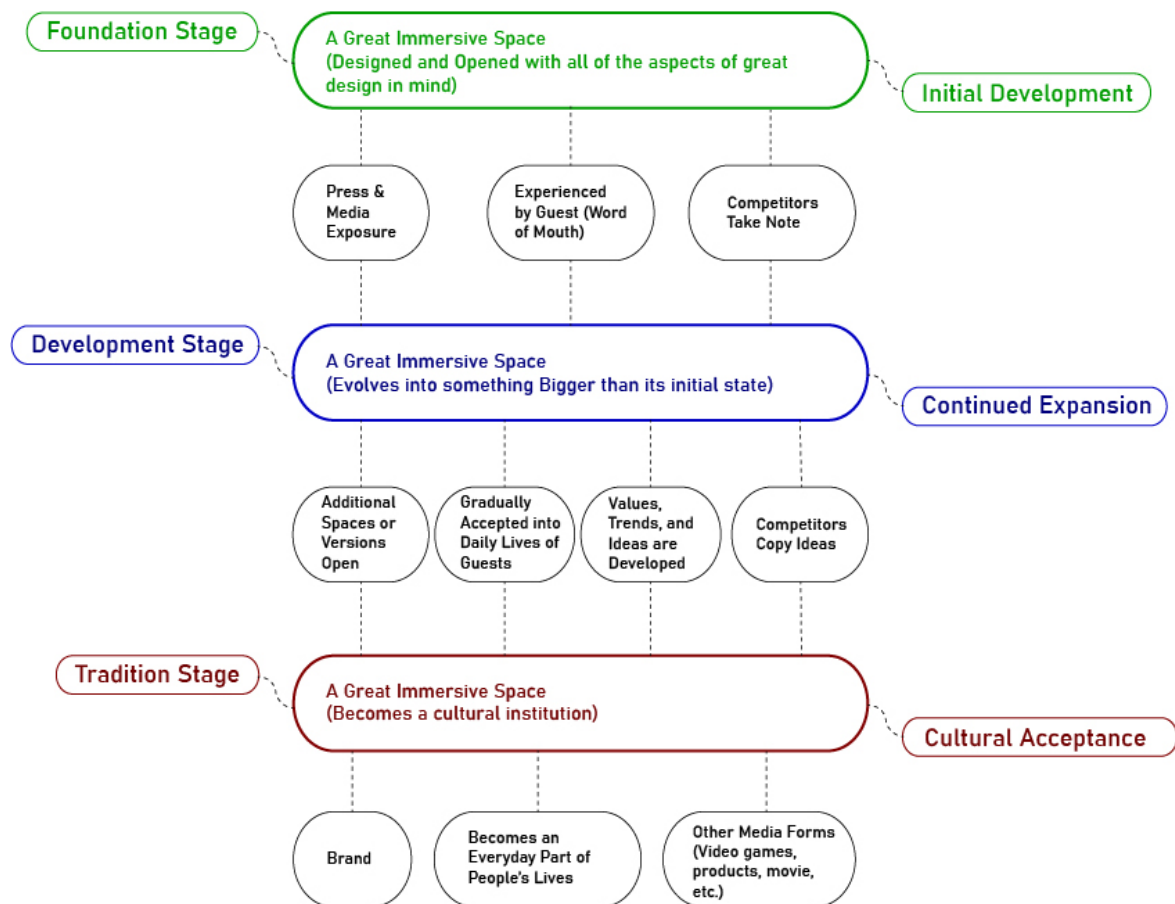 Foundation Stage
A Great Immersive Space
(Designed and Opened with all of the aspects of great
design in mind)
Initial Development
Press &
Media
Exposure
Experienced
by Guest (Word
of Mouth)
Competitors
Take Note
Development Stage
A Great Immersive Space
(Evolves into something Bigger than its initial state)
Continued Expansion
Additional
Spaces or
Versions
Open
Gradually
Accepted into
Daily Lives of
Guests
Values,
Trends, and
Ideas are
Developed
Competitors
Copy Ideas
Tradition Stage
A Great Immersive Space
(Becomes a cultural institution)
Cultural Acceptance
Brand
Becomes an
Everyday Part of
People's Lives
Other Media Forms
(Video games,
products, movie,
etc.)